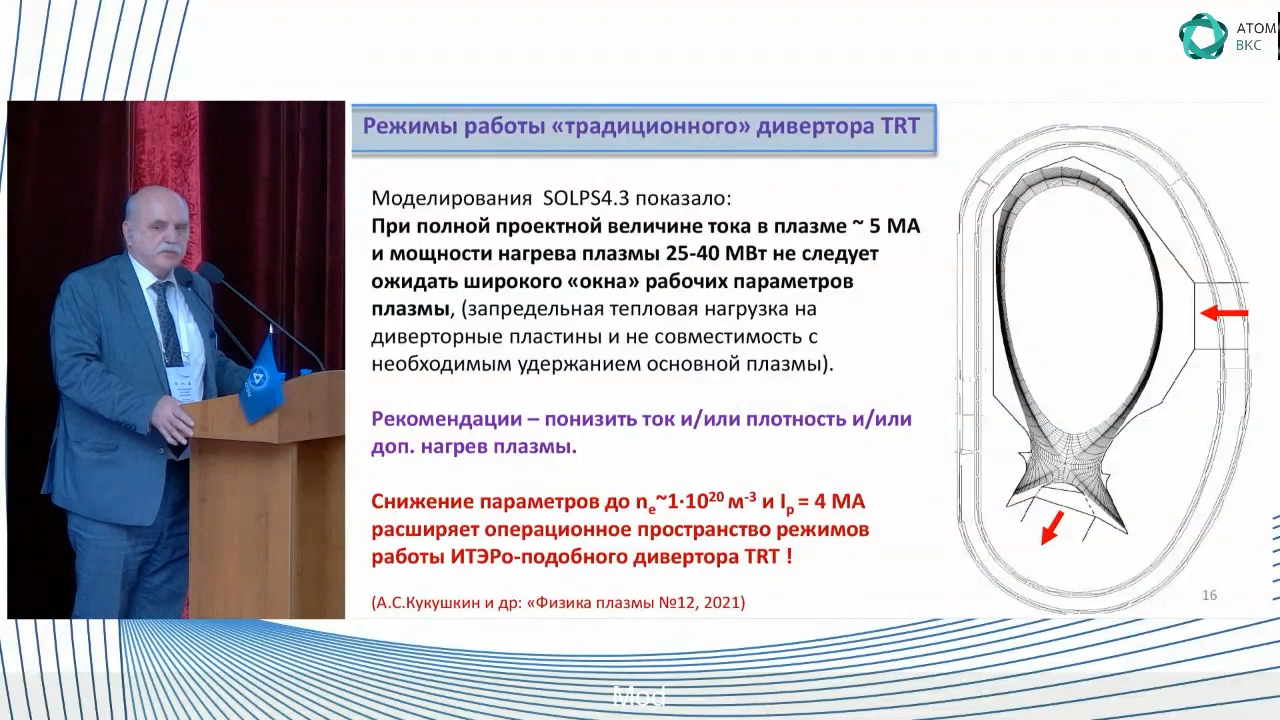 АТОМ
ВКС
Режимы работы «традиционного» дивертора TRT
Моделирования SOLPS4.3 показало:
При полной проектной величине тока в плазме ~ 5 МА
и мощности нагрева плазмы 25-40 МВт не следует
ожидать широкого «окна» рабочих параметров
плазмы, (запредельная тепловая нагрузка на
диверторные пластины и не совместимость с
необходимым удержанием основной плазмы).
Рекомендации – понизить ток и/или плотность и/или
доп. нагрев плазмы.
Снижение параметров до nₑ~1·10²⁰ м⁻³ и Iₚ = 4 МА
расширяет операционное пространство режимов
работы ИТЭРо-подобного дивертора TRT !
(А.С.Кукушкин и др: «Физика плазмы №12, 2021)
16
Mod